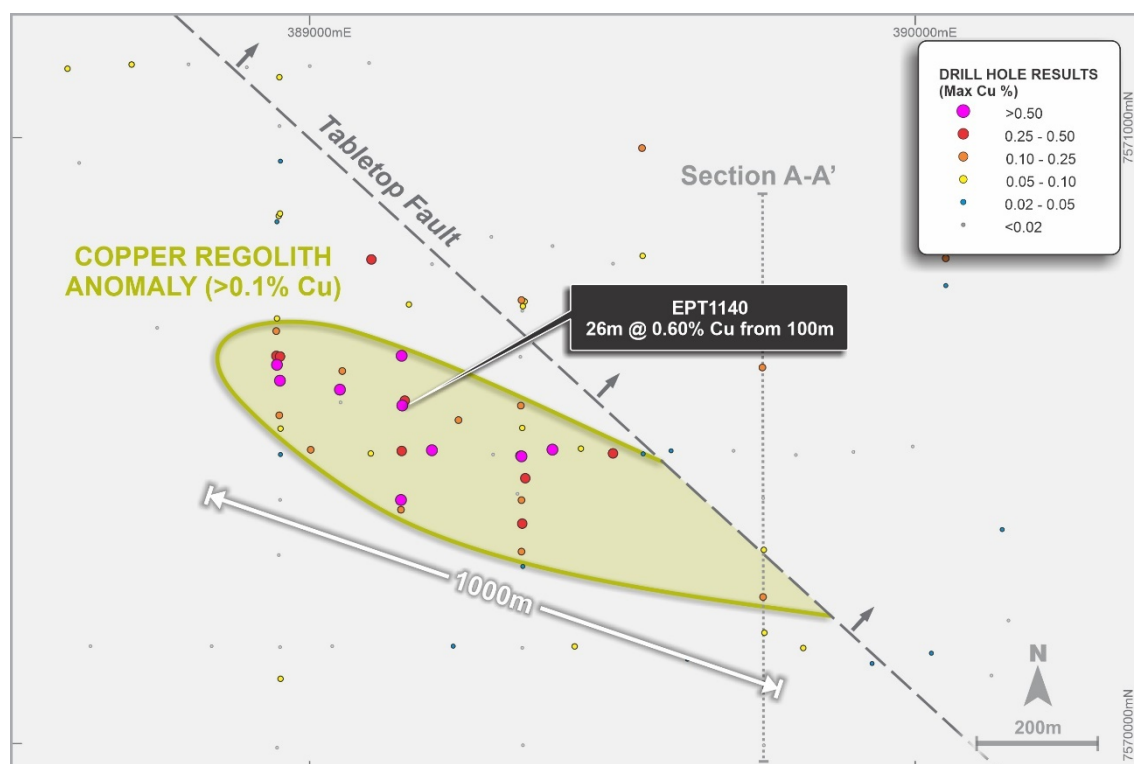 389000mE
390000mE
DRILL HOLE RESULTS
(Max Cu %)
>0.50
0.25 - 0.50
0.10 - 0.25
0.05 - 0.10
0.02 - 0.05
<0.02
7571000mN
Tabletop Fault
Section A-A’
COPPER REGOLITH
ANOMALY (>0.1% Cu)
EPT1140
26m @ 0.60% Cu from 100m
1000m
N
200m
7570000mN